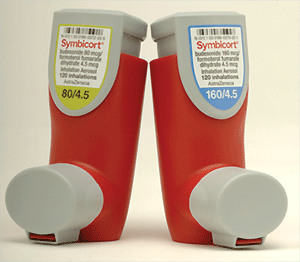 Symbicort®
budesonide 80 mcg/
formoterol fumarate
dihydrate 4.5 mcg
Inhalation Aerosol
120 inhalations
AstraZeneca
80/4.5
Symbicort®
budesonide 160 mcg/
formoterol fumarate
dihydrate 4.5 mcg
Inhalation Aerosol
120 inhalations
AstraZeneca
160/4.5